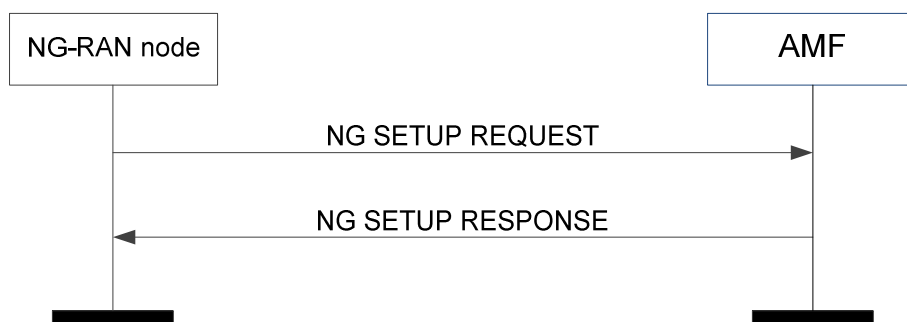 NG-RAN node
AMF
NG SETUP REQUEST
NG SETUP RESPONSE